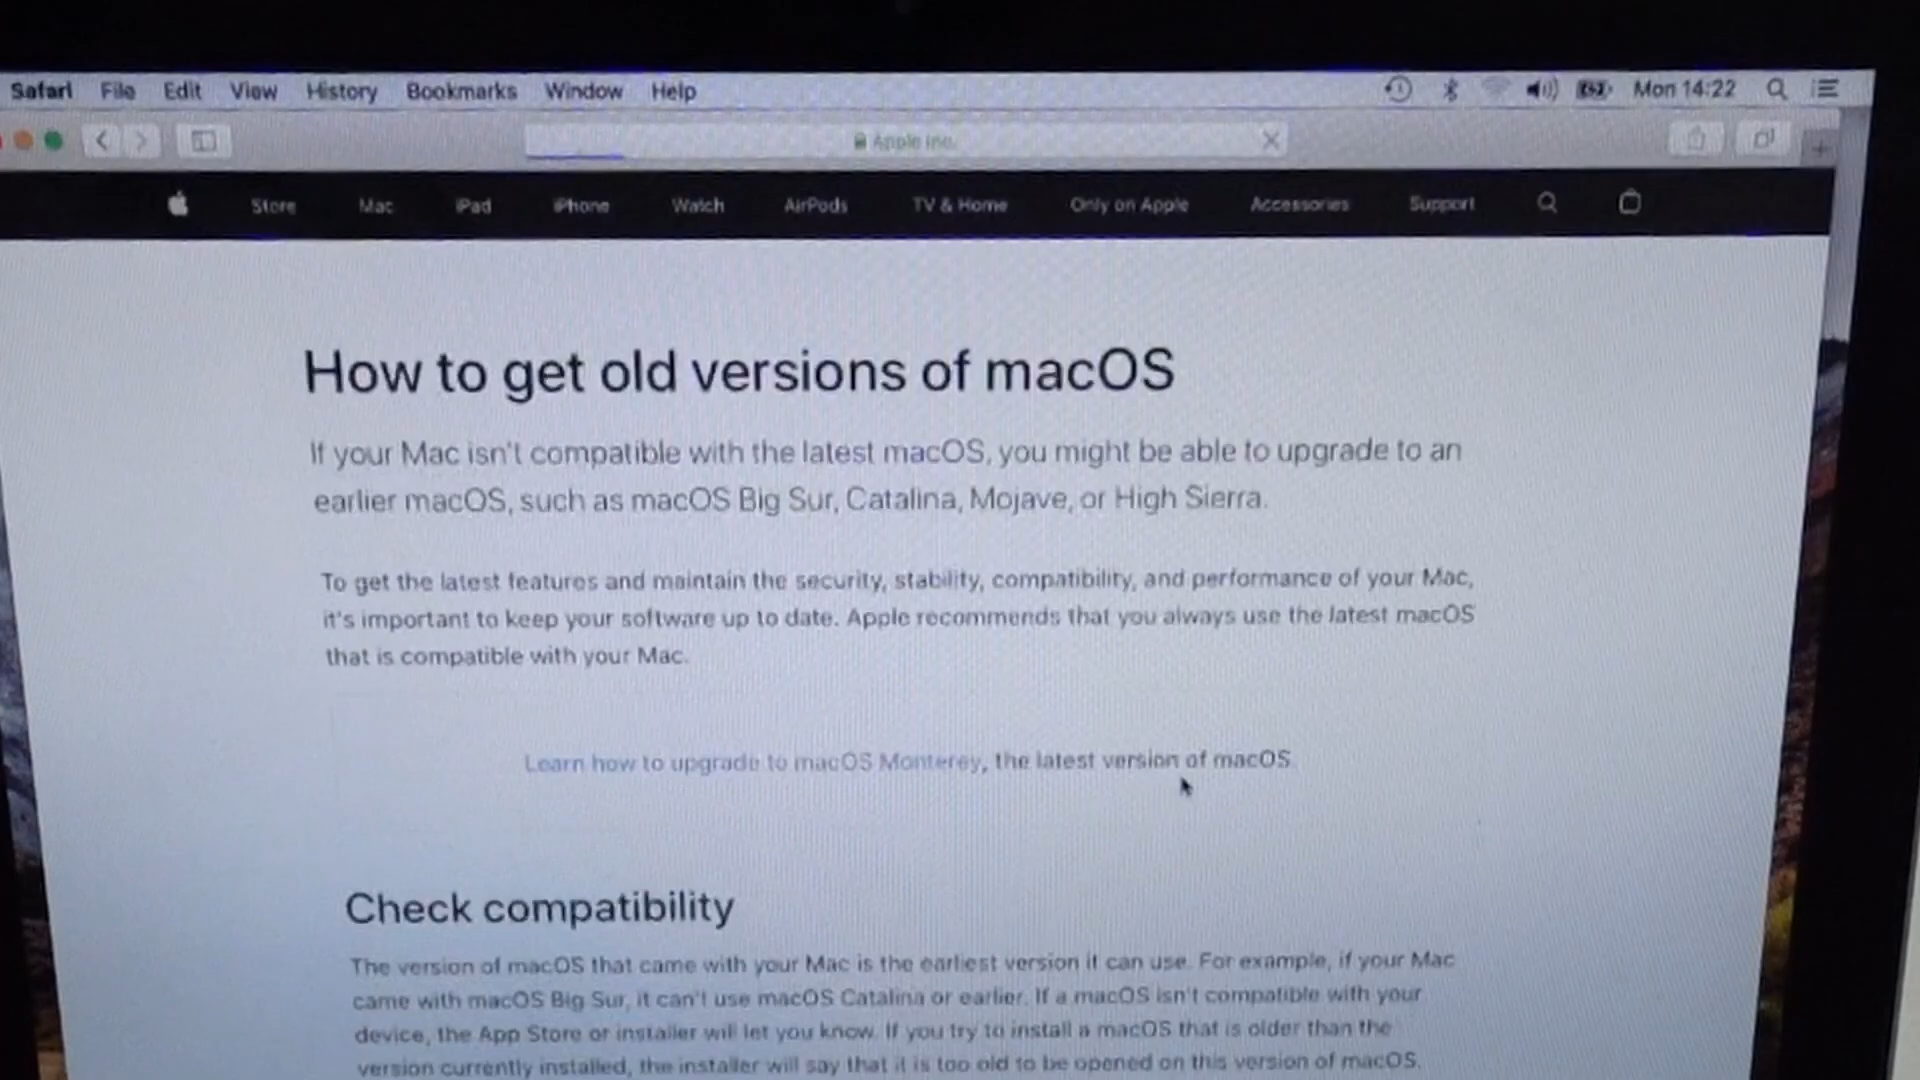 Safari File Edit View History Bookmarks Window Help Mon 14:22
Apple Inc.
Store Mac iPad iPhone Watch AirPods TV & Home Only on Apple Accessories Support
How to get old versions of macOS
If your Mac isn't compatible with the latest macOS, you might be able to upgrade to an
earlier macOS, such as macOS Big Sur, Catalina, Mojave, or High Sierra.
To get the latest features and maintain the security, stability, compatibility, and performance of your Mac,
it's important to keep your software up to date. Apple recommends that you always use the latest macOS
that is compatible with your Mac.
Learn how to upgrade to macOS Monterey, the latest version of macOS.
Check compatibility
The version of macOS that came with your Mac is the earliest version it can use. For example, if your Mac
came with macOS Big Sur, it can't use macOS Catalina or earlier. If a macOS isn't compatible with your
device, the App Store or installer will let you know. If you try to install a macOS that is older than the
version currently installed, the installer will say that it is too old to be opened on this version of macOS.